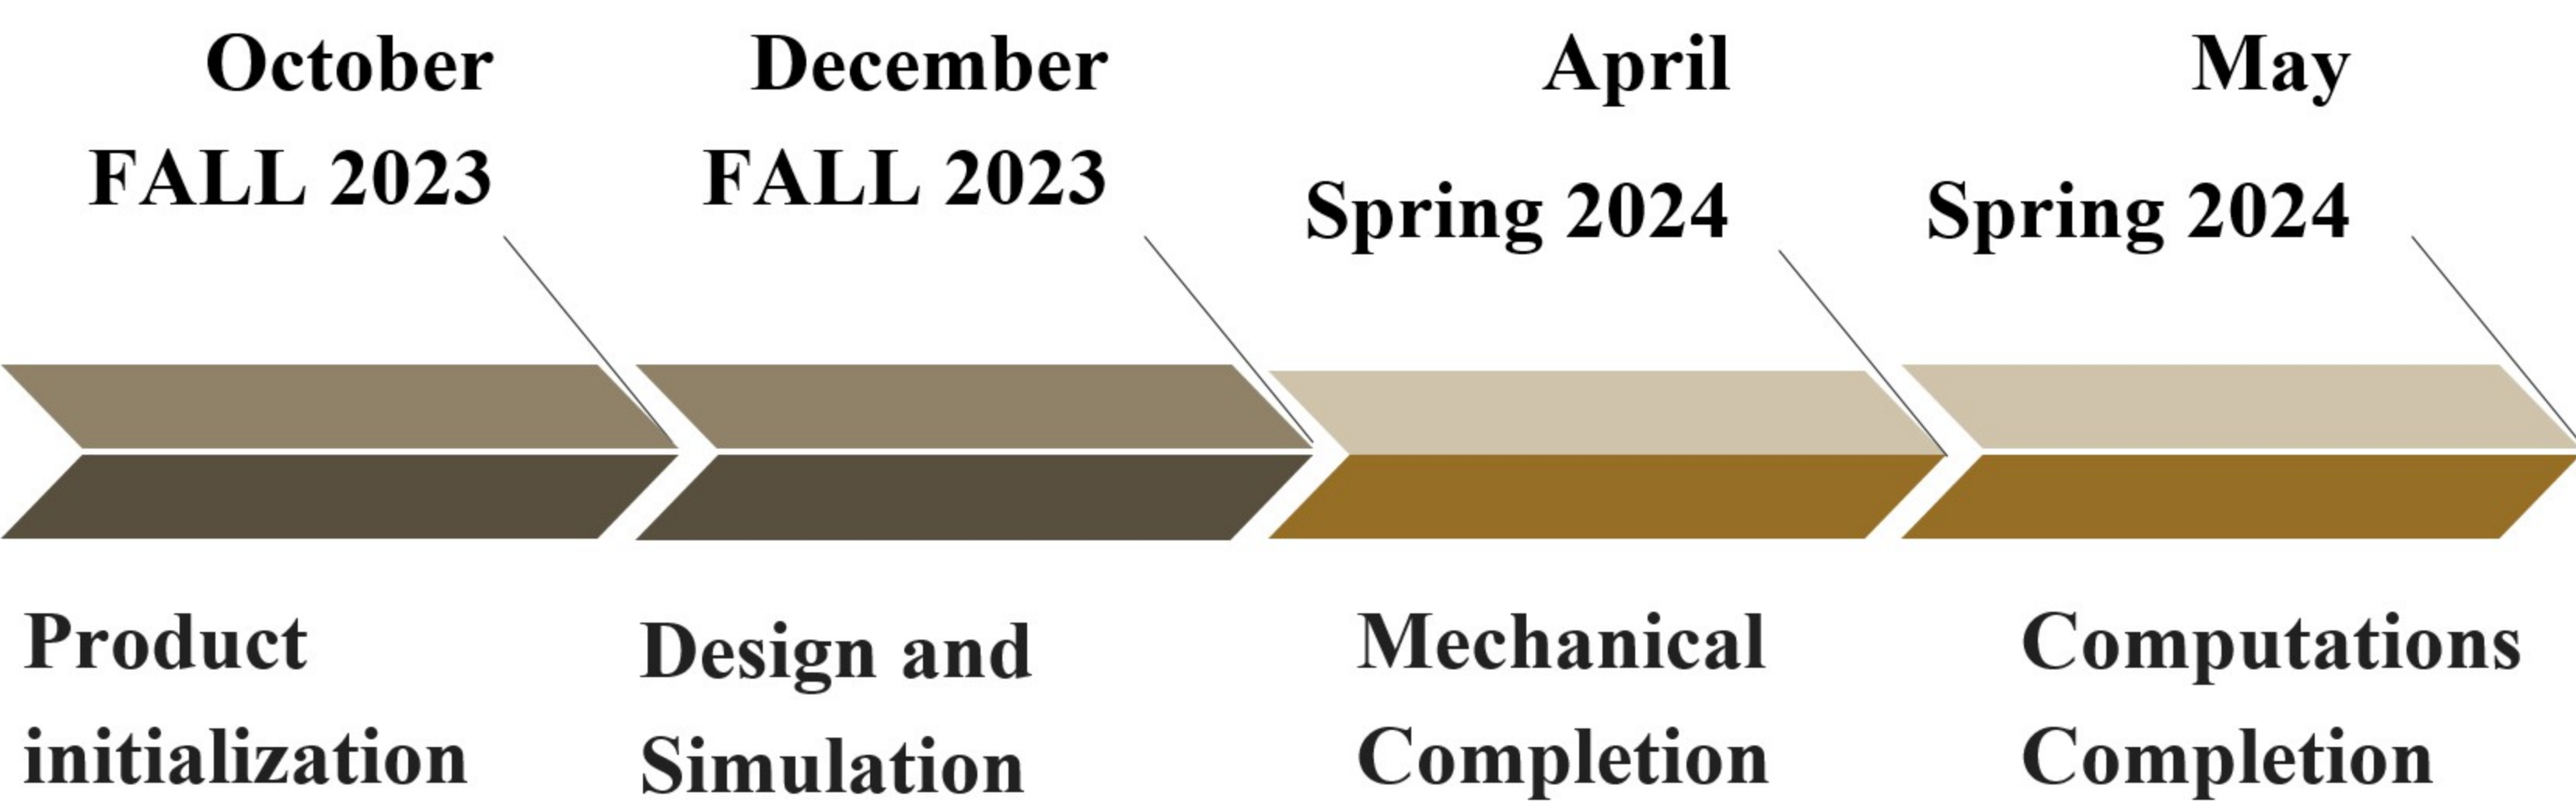 October
FALL 2023
December
FALL 2023
April
Spring 2024
May
Spring 2024
Product
initialization
Design and
Simulation
Mechanical
Completion
Computations
Completion